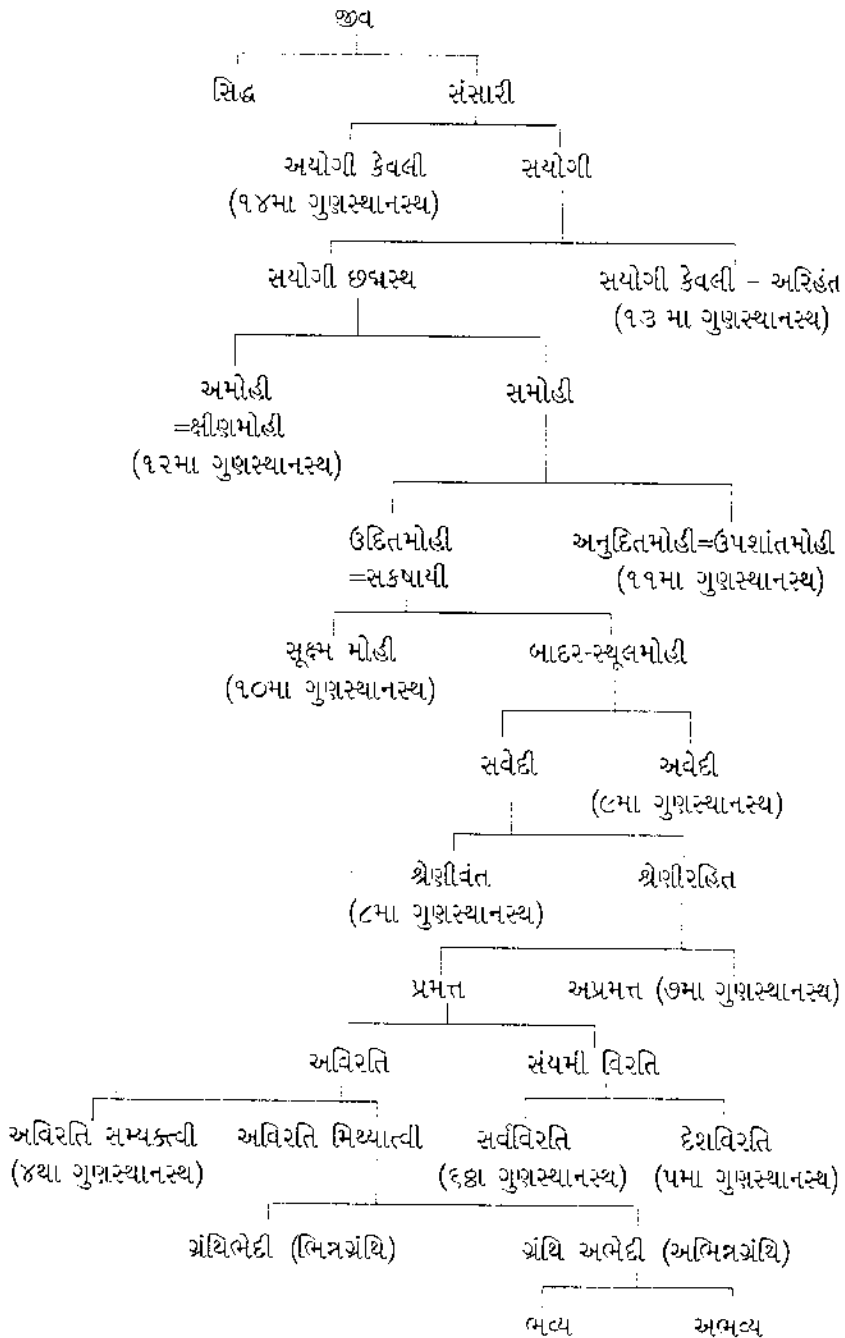 જીવ
સિદ્ધ સંસારી
અયોગી કેવલી સયોગી
(૧૪મા ગુણસ્થાનસ્થ)
સયોગી છદ્મસ્થ સયોગી કેવલી - અરિહંત
(૧૩ મા ગુણસ્થાનસ્થ)
અમોહી સમોહી
=ક્ષીણમોહી
(૧૨મા ગુણસ્થાનસ્થ)
ઉદિતમોહી અનુદિતમોહી=ઉપશાંતમોહી
=સકષાયી (૧૧મા ગુણસ્થાનસ્થ)
સૂક્ષ્મ મોહી બાદર-સ્થૂલમોહી
(૧૦મા ગુણસ્થાનસ્થ)
સવેદી અવેદી
(૯મા ગુણસ્થાનસ્થ)
શ્રેણીવંત શ્રેણીરહિત
(૮મા ગુણસ્થાનસ્થ)
પ્રમત્ત અપ્રમત્ત (૭મા ગુણસ્થાનસ્થ)
અવિરતિ સંયમી વિરતિ
અવિરતિ સમ્યક્ત્વી અવિરતિ મિથ્યાત્વી સર્વવિરતિ દેશવિરતિ
(૪થા ગુણસ્થાનસ્થ) (૬ઠ્ઠા ગુણસ્થાનસ્થ) (૫મા ગુણસ્થાનસ્થ)
ગ્રંથિભેદી (ભિન્નગ્રંથિ) ગ્રંથિ અભેદી (અભિન્નગ્રંથિ)
ભવ્ય અભવ્ય